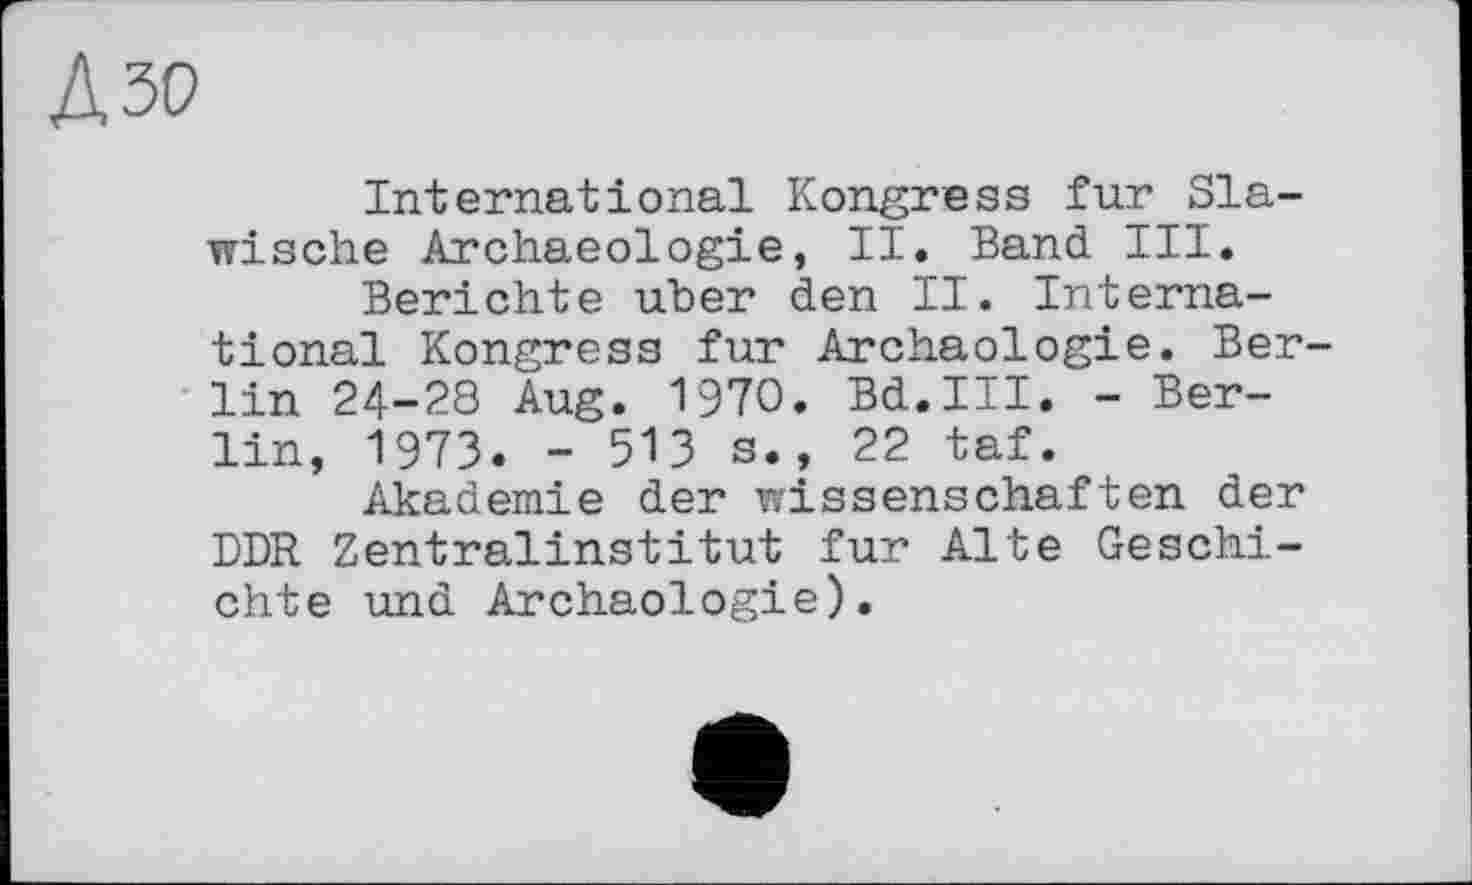 Д30
International Kongress fur Sla-
wische Archaeologie, II. Band III.
Berichte uber den II. Interna-
tional Kongress fur Archaologie. Ber-
lin 24-28 Aug. 1970. Bd.III. - Ber-
lin, 1973. - 513 s., 22 taf.
Akademie der wissenschaften der
DDR Zentralinstitut fur Alte Geschi-
chte und Archaologie).